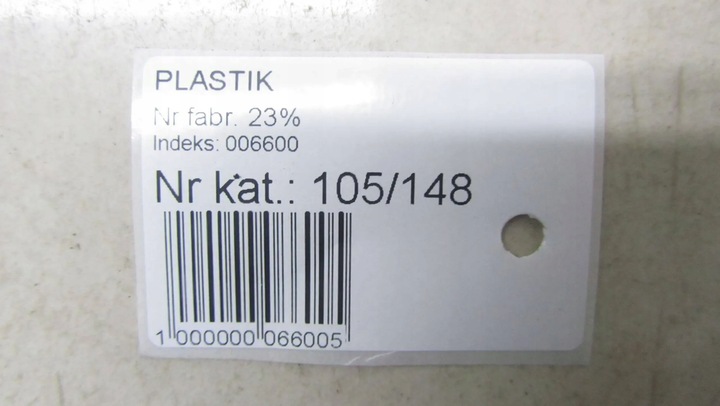 PLASTIK
Nr fabr. 23%
Indeks: 006600
Nr kat.: 105/148
1 000000 066005